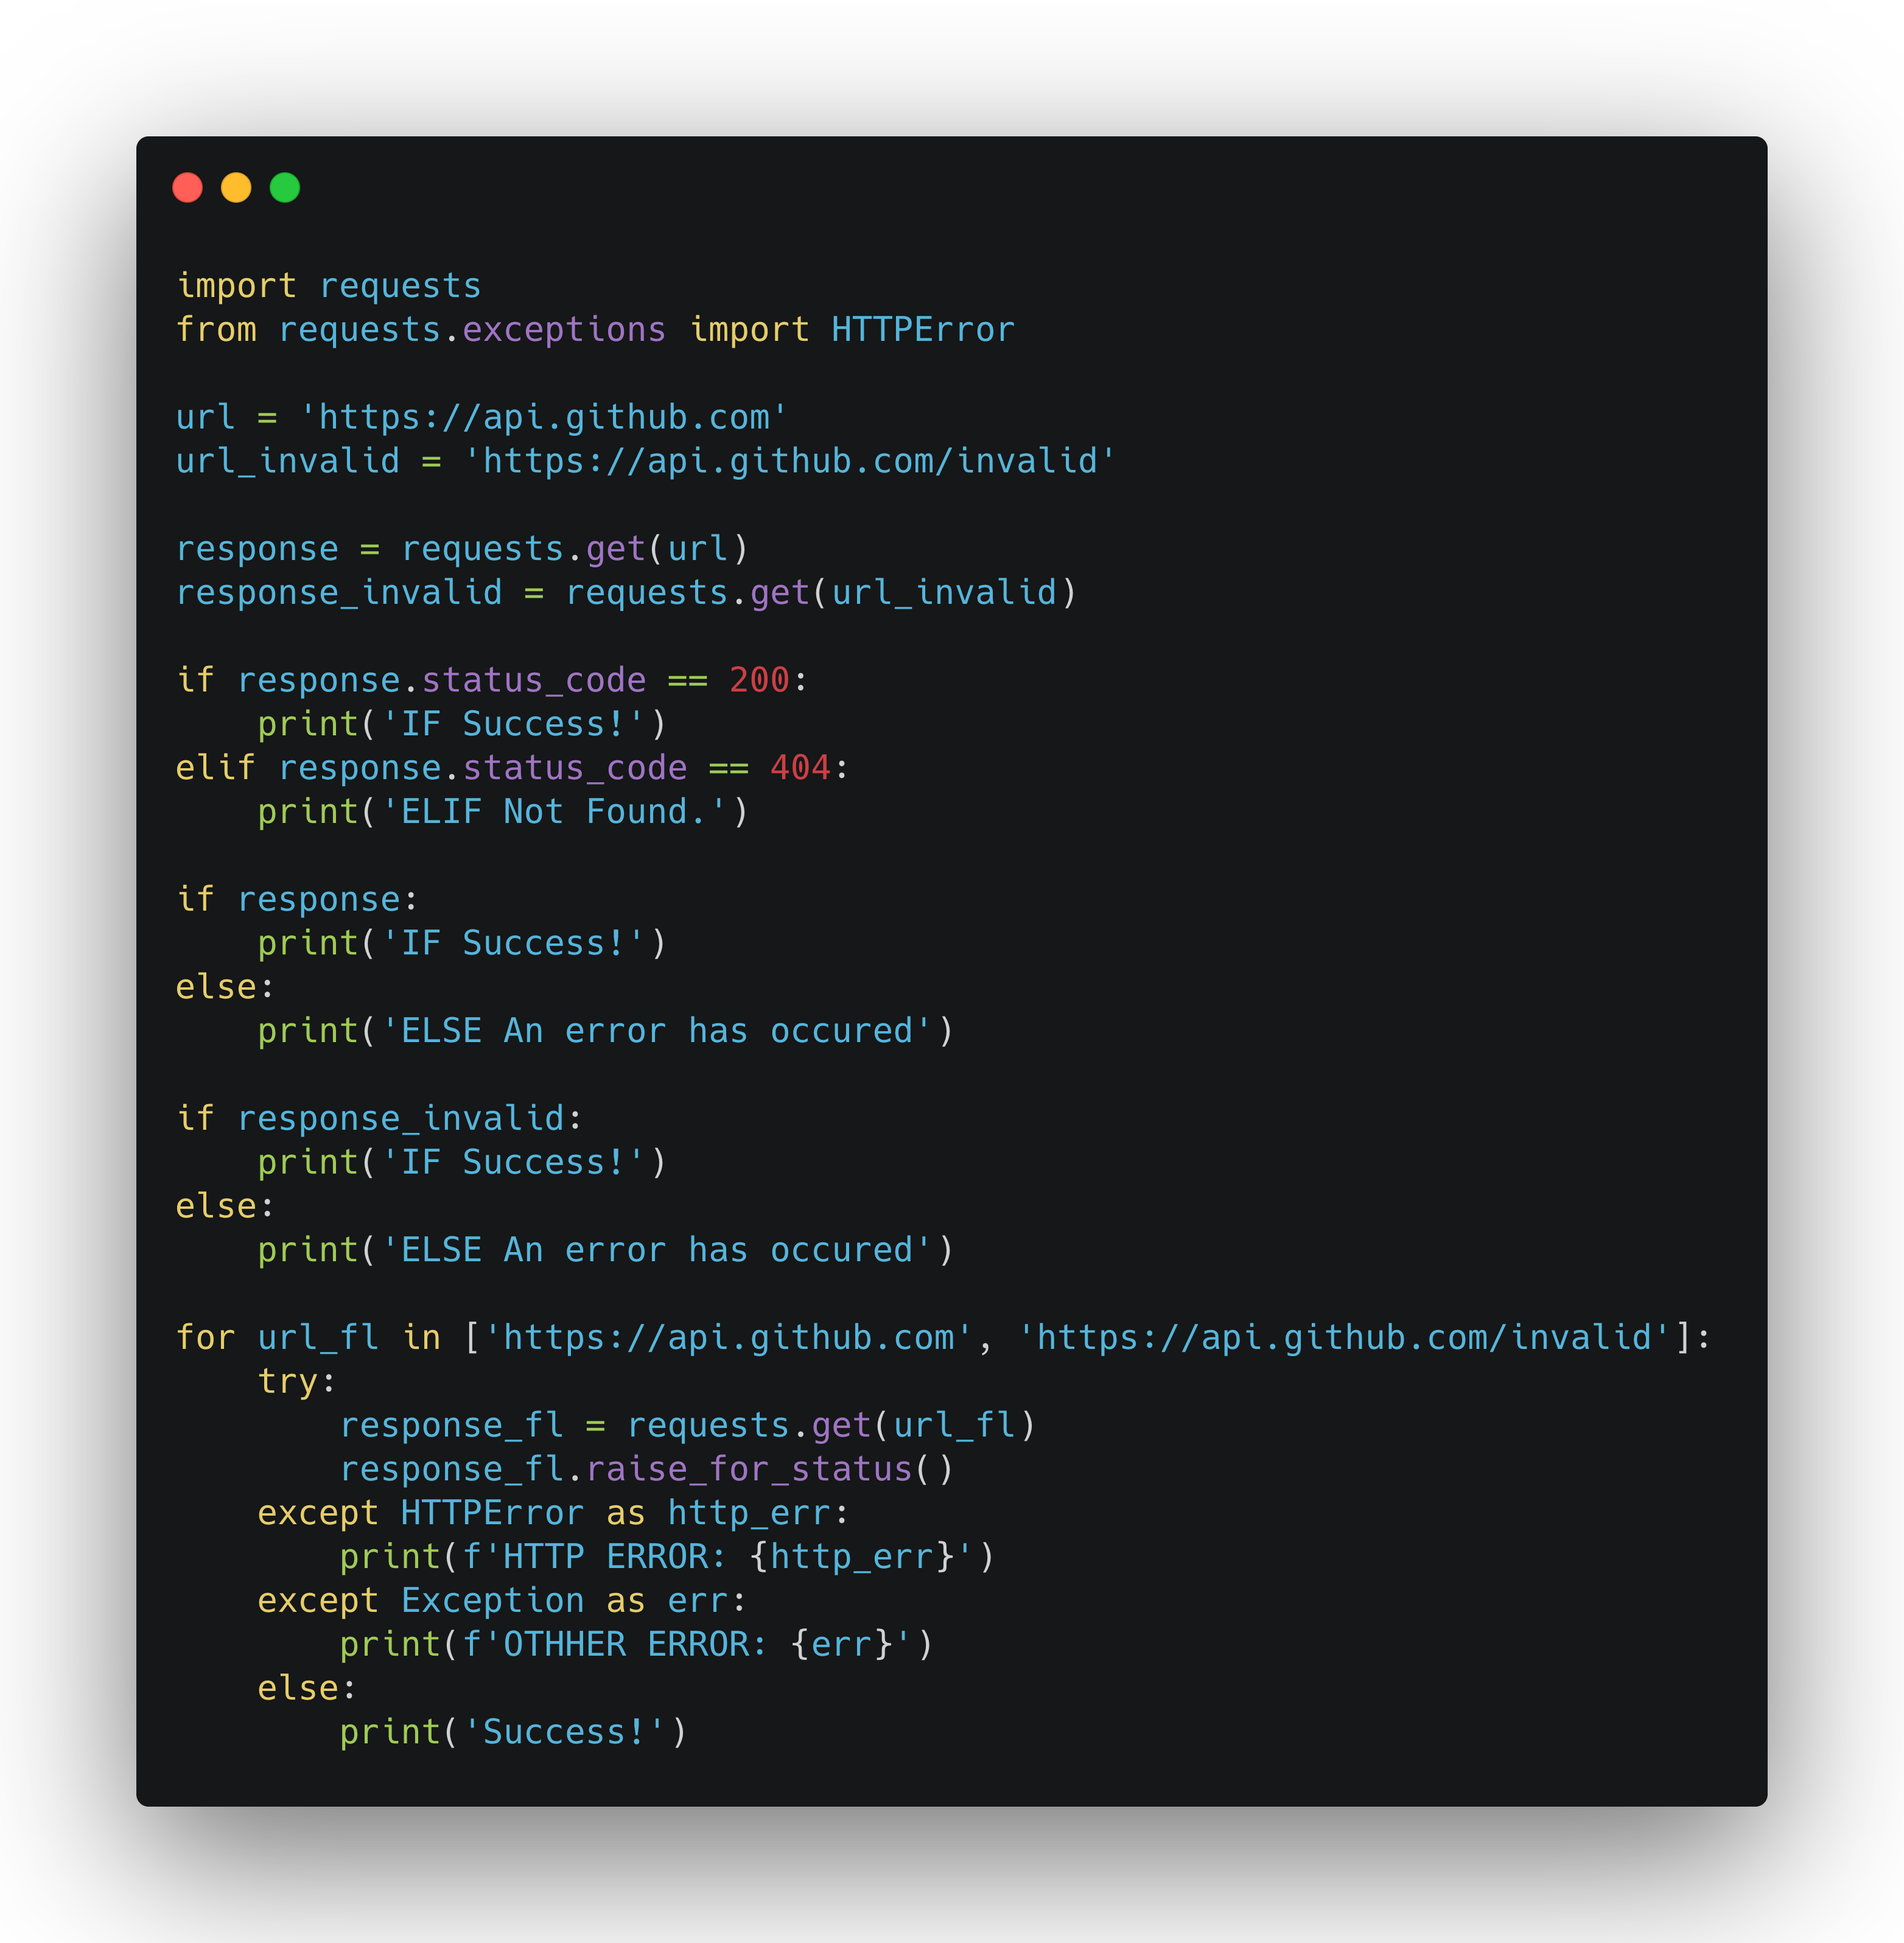 import requests
from requests.exceptions import HTTPError

url = 'https://api.github.com'
url_invalid = 'https://api.github.com/invalid'

response = requests.get(url)
response_invalid = requests.get(url_invalid)

if response.status_code == 200:
    print('IF Success!')
elif response.status_code == 404:
    print('ELIF Not Found.')

if response:
    print('IF Success!')
else:
    print('ELSE An error has occured')

if response_invalid:
    print('IF Success!')
else:
    print('ELSE An error has occured')

for url_fl in ['https://api.github.com', 'https://api.github.com/invalid']:
    try:
        response_fl = requests.get(url_fl)
        response_fl.raise_for_status()
    except HTTPError as http_err:
        print(f'HTTP ERROR: {http_err}')
    except Exception as err:
        print(f'OTHHER ERROR: {err}')
    else:
        print('Success!')